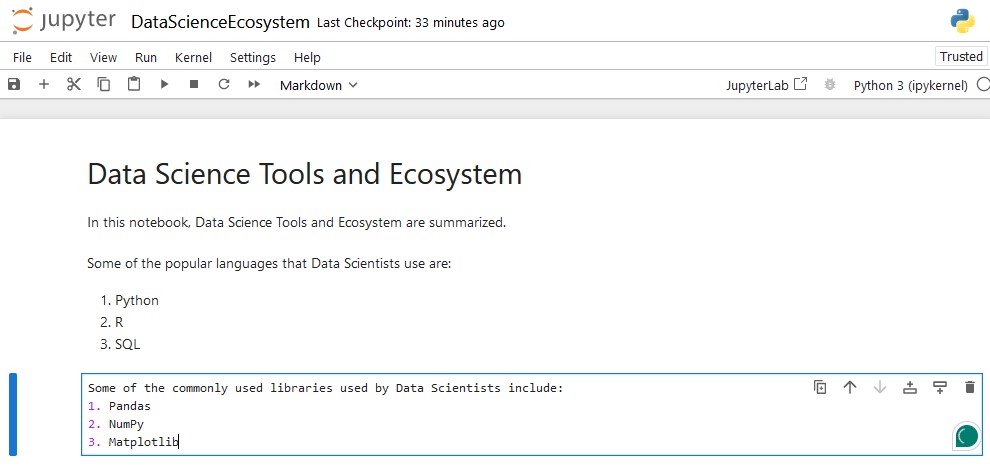 jupyter DataScienceEcosystem Last Checkpoint: 33 minutes ago
File Edit View Run Kernel Settings Help Trusted
Markdown JupyterLab Python 3 (ipykernel)
Data Science Tools and Ecosystem
In this notebook, Data Science Tools and Ecosystem are summarized.
Some of the popular languages that Data Scientists use are:
1. Python
2. R
3. SQL
Some of the commonly used libraries used by Data Scientists include:
1. Pandas
2. NumPy
3. Matplotlib